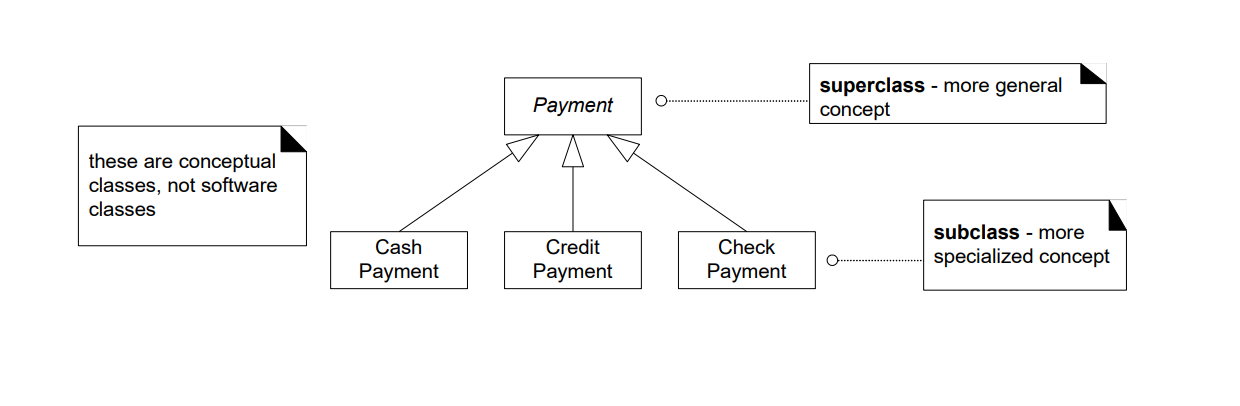 Payment
superclass - more general
concept
these are conceptual
classes, not software
classes
Cash
Payment
Credit
Payment
Check
Payment
subclass - more
specialized concept